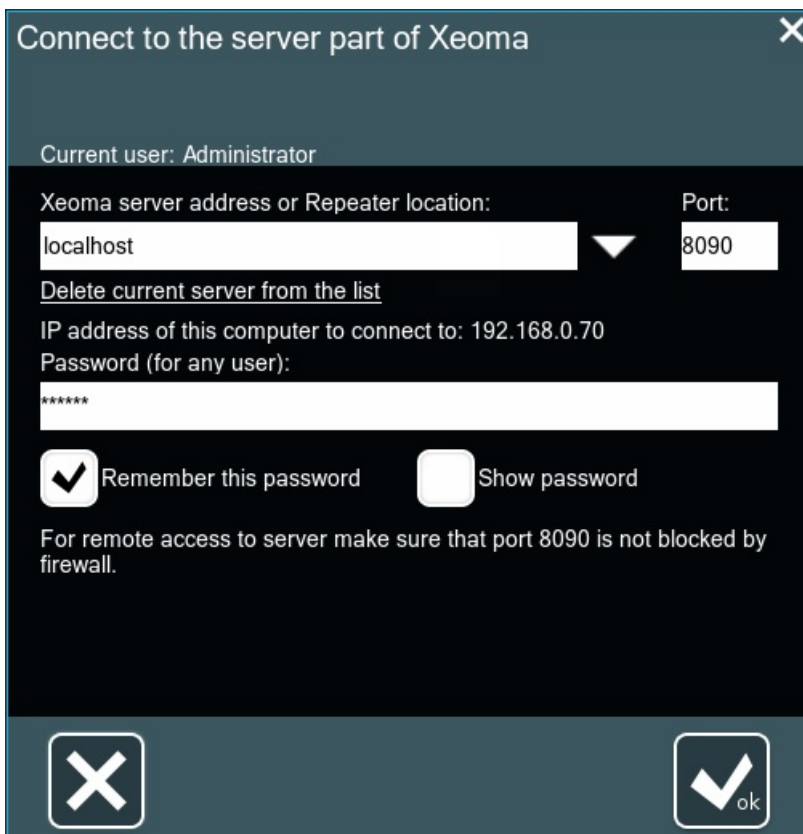 Connect to the server part of Xeoma
Current user: Administrator
Xeoma server address or Repeater location: Port:
localhost 8090
Delete current server from the list
IP address of this computer to connect to: 192.168.0.70
Password (for any user):
******
Remember this password Show password
For remote access to server make sure that port 8090 is not blocked by
firewall.
ok